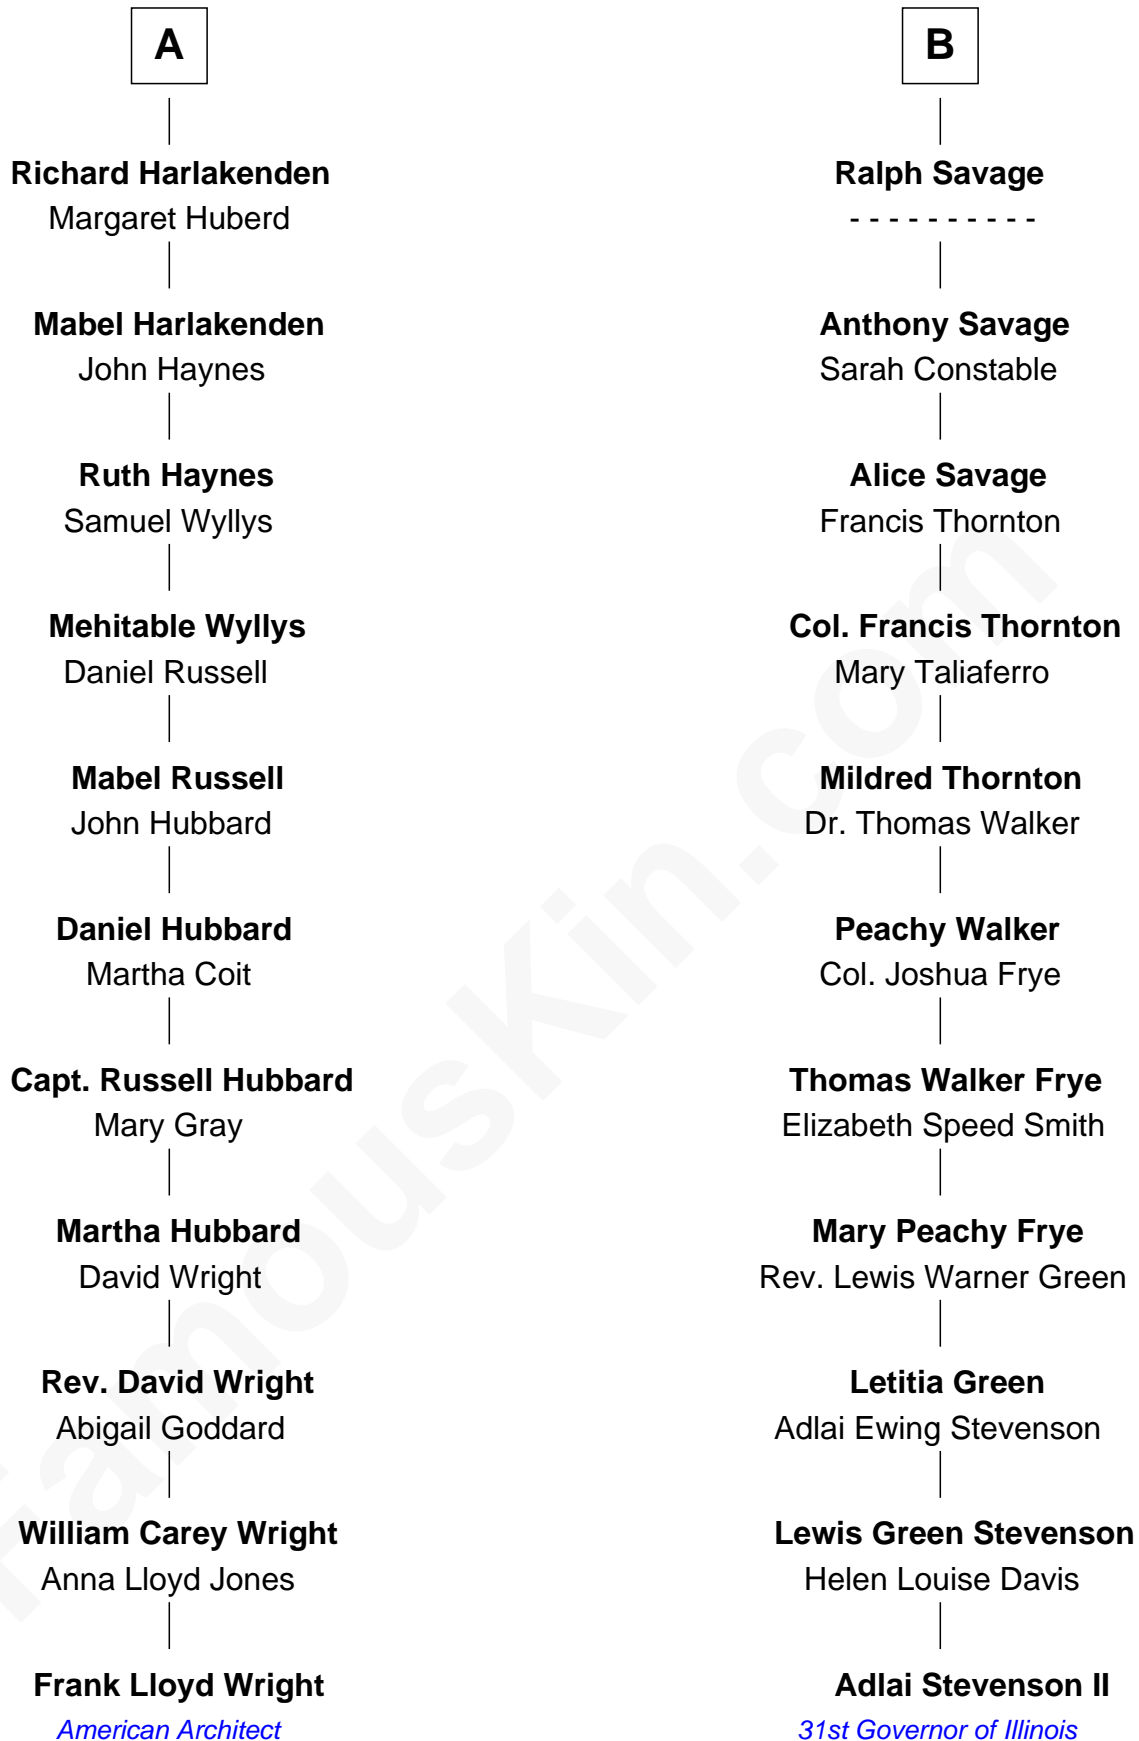 A
Richard Harlakenden
Margaret Huberd
Mabel Harlakenden
John Haynes
Ruth Haynes
Samuel Wyllys
Mehitable Wyllys
Daniel Russell
Mabel Russell
John Hubbard
Daniel Hubbard
Martha Coit
Capt. Russell Hubbard
Mary Gray
Martha Hubbard
David Wright
Rev. David Wright
Abigail Goddard
William Carey Wright
Anna Lloyd Jones
Frank Lloyd Wright
American Architect
B
Ralph Savage
- - - - - - - - - -
Anthony Savage
Sarah Constable
Alice Savage
Francis Thornton
Col. Francis Thornton
Mary Taliaferro
Mildred Thornton
Dr. Thomas Walker
Peachy Walker
Col. Joshua Frye
Thomas Walker Frye
Elizabeth Speed Smith
Mary Peachy Frye
Rev. Lewis Warner Green
Letitia Green
Adlai Ewing Stevenson
Lewis Green Stevenson
Helen Louise Davis
Adlai Stevenson II
31st Governor of Illinois
FamousKin.com